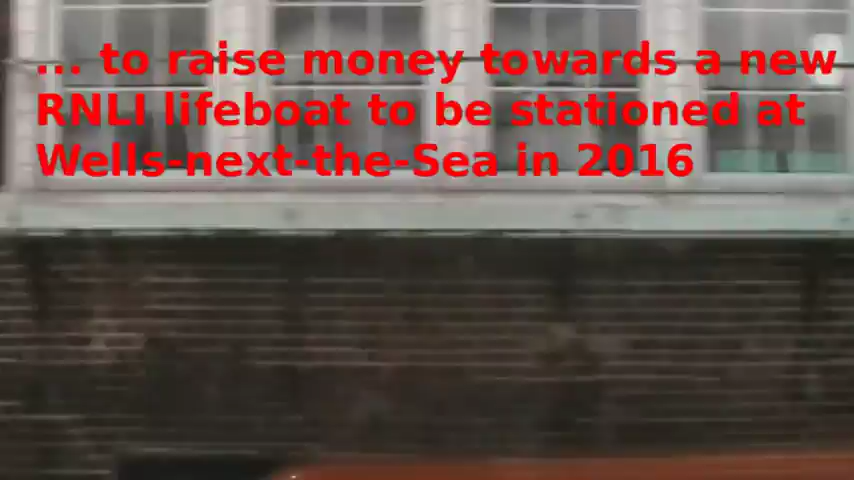 ... to raise money towards a new
RNLI lifeboat to be stationed at
Wells-next-the-Sea in 2016